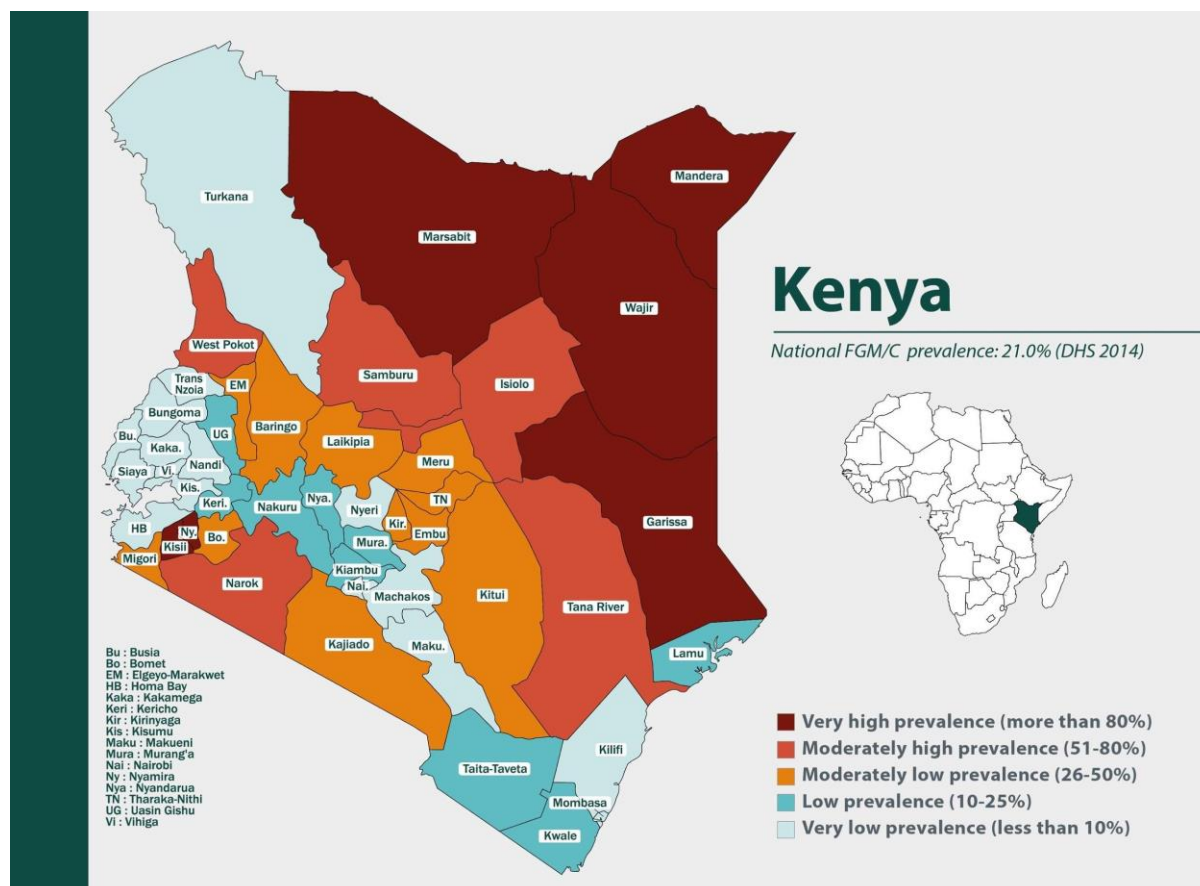 Turkana
Mandera
Marsabit
Wajir
West Pokot
Samburu
Isiolo
Trans
Nzoia
EM
Bungoma
Baringo
UG
Bu.
Kaka.
Laikipia
Meru
Siaya
Vi.
Nandi
Kis.
TN
Keri.
Nakuru
Nya.
Nyeri
Kir.
Garissa
HB
Ny.
Bo.
Embu
Mura.
Kisii
Migori
Kiambu
Narok
Nai.
Machakos
Kitui
Tana River
Kajiado
Maku.
Lamu
Kilifi
Taita-Taveta
Mombasa
Kwale
Kenya
National FGM/C prevalence: 21.0% (DHS 2014)
Bu : Busia
Bo : Bomet
EM : Elgeyo-Marakwet
HB : Homa Bay
Kaka : Kakamega
Keri : Kericho
Kir : Kirinyaga
Kis : Kisumu
Maku : Makueni
Mura : Murang'a
Nai : Nairobi
Ny : Nyamira
Nya : Nyandarua
TN : Tharaka-Nithi
UG : Uasin Gishu
Vi : Vihiga
Very high prevalence (more than 80%)
Moderately high prevalence (51-80%)
Moderately low prevalence (26-50%)
Low prevalence (10-25%)
Very low prevalence (less than 10%)